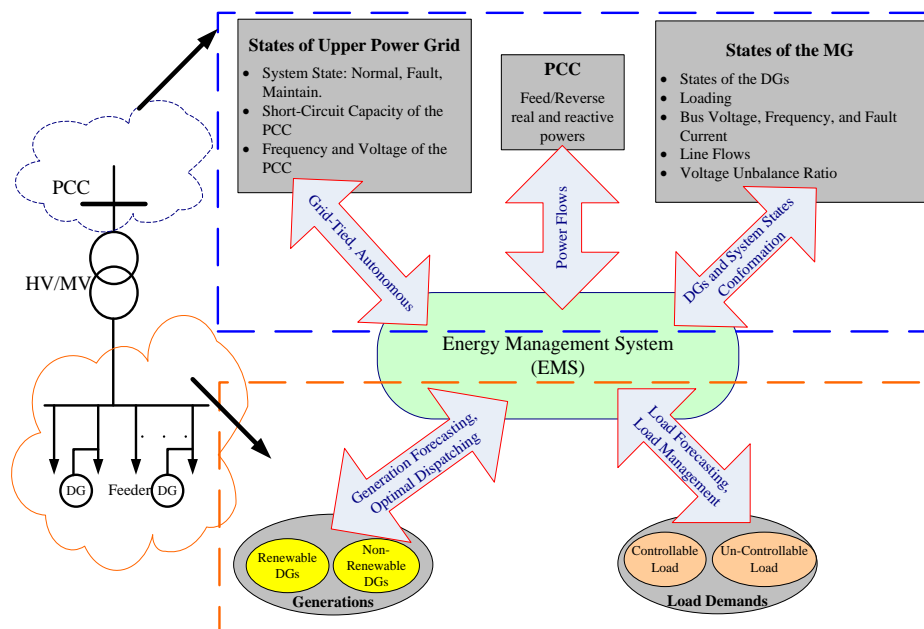 States of Upper Power Grid
• System State: Normal, Fault,
Maintain.
• Short-Circuit Capacity of the
PCC
• Frequency and Voltage of the
PCC
PCC
Feed/Reverse
real and reactive
powers
States of the MG
• States of the DGs
• Loading
• Bus Voltage, Frequency, and Fault
Current
• Line Flows
• Voltage Unbalance Ratio
PCC
HV/MV
Grid-Tied, Autonomous
Power Flows
DGs and System States
Conformation
Energy Management System
(EMS)
. . .
DG
Feeder
DG
Generation Forecasting,
Optimal Dispatching
Load Forecasting,
Load Management
Renewable
DGs
Non-
Renewable
DGs
Generations
Controllable
Load
Un-Controllable
Load
Load Demands